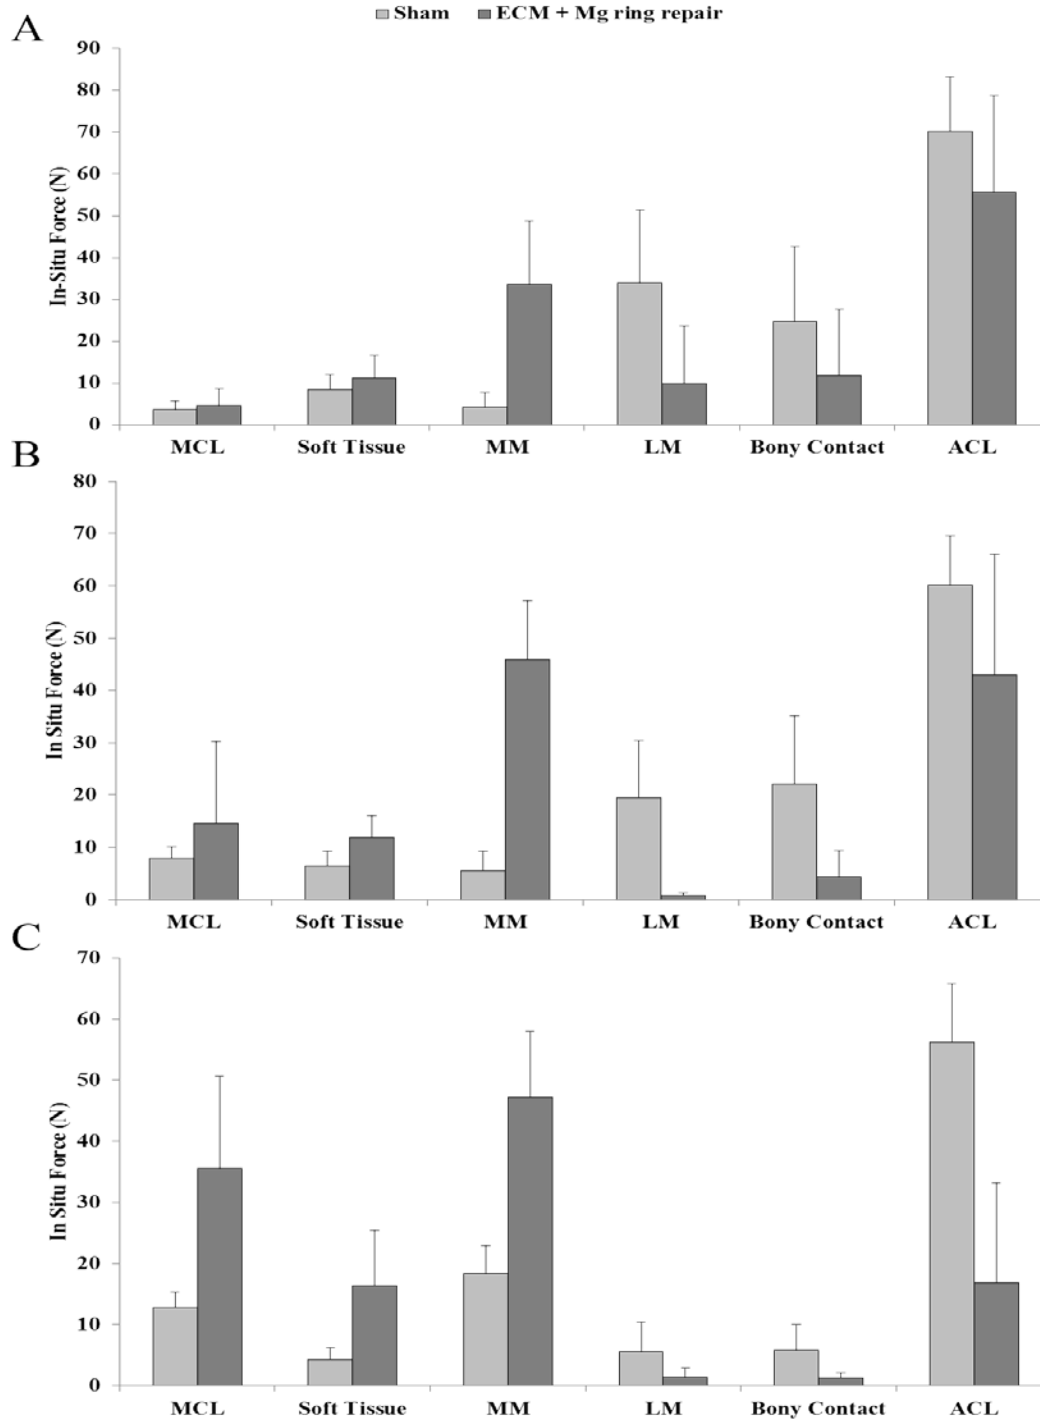 Sham ECM + Mg ring repair
A
90
80
70
60
50
40
30
20
10
0
In-Situ Force (N)
MCL Soft Tissue MM LM Bony Contact ACL
B
80
70
60
50
40
30
20
10
0
In Situ Force (N)
MCL Soft Tissue MM LM Bony Contact ACL
C
70
60
50
40
30
20
10
0
In Situ Force (N)
MCL Soft Tissue MM LM Bony Contact ACL